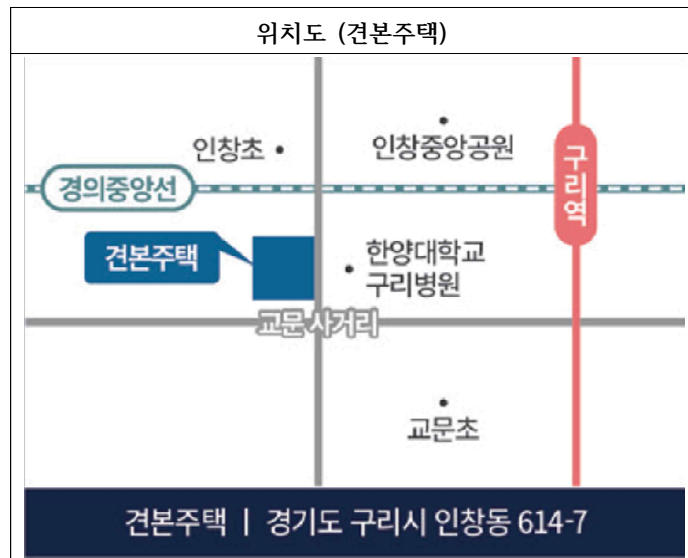 위치도 (견본주택)
인창초
인창중앙공원
구리역
경의중앙선
견본주택
한양대학교
구리병원
교문 사거리
교문초
견본주택 | 경기도 구리시 인창동 614-7